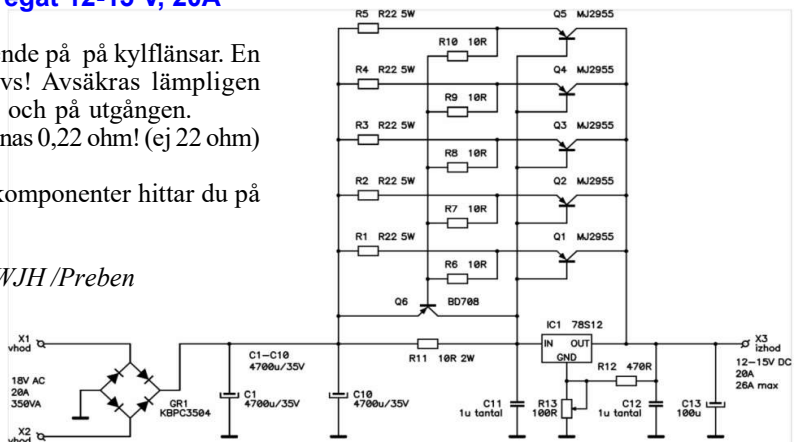 egat 12-15 V, 20A
ende på på kylflänsar. En
vs! Avsäkras lämpligen
och på utgången.
nas 0,22 ohm! (ej 22 ohm)
komponenter hittar du på
WJH /Preben
R5 R22 5W
Q5 MJ2955
R10 10R
R4 R22 5W
Q4 MJ2955
R9 10R
R3 R22 5W
Q3 MJ2955
R8 10R
R2 R22 5W
Q2 MJ2955
R7 10R
R1 R22 5W
Q1 MJ2955
R6 10R
Q6 BD708
X1
vhod
18V AC
20A
350VA
X2
vhod
GR1
KBPC3504
C1-C10
4700u/35V
C1
4700u/35V
C10
4700u/35V
R11 10R 2W
IC1 78S12
IN OUT
GND
R12 470R
C11
1u tantal
R13
100R
C12
1u tantal
C13
100u
X3
izhod
12-15V DC
20A
26A max